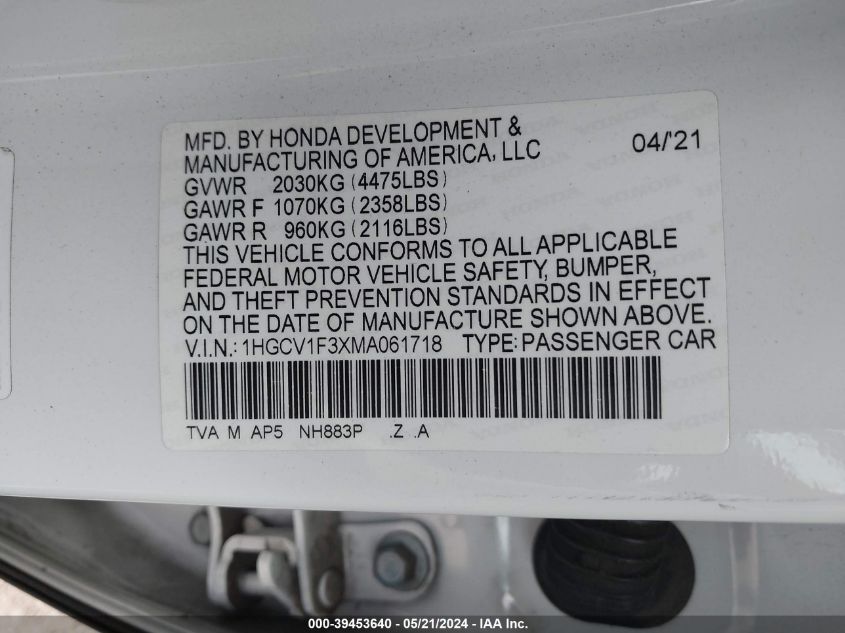 MFD. BY HONDA DEVELOPMENT &
MANUFACTURING OF AMERICA, LLC 04/'21
GVWR 2030KG (4475LBS)
GAWR F 1070KG (2358LBS)
GAWR R 960KG (2116LBS)
THIS VEHICLE CONFORMS TO ALL APPLICABLE
FEDERAL MOTOR VEHICLE SAFETY, BUMPER,
AND THEFT PREVENTION STANDARDS IN EFFECT
ON THE DATE OF MANUFACTURE SHOWN ABOVE.
V.I.N.: 1HGCV1F3XMA061718 TYPE: PASSENGER CAR
TVA M AP5 NH883P .Z .A
000-39453640 - 05/21/2024 - IAA Inc.